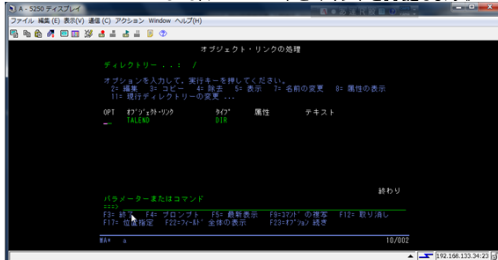 A - 5250 ディスプレイ
ファイル 編集(E) 表示(V) 通信(C) アクション Window ヘルプ(H)
オブジェクト・リンクの処理
ディレクトリー . . : /
オプションを入力して，実行キーを押してください。
2= 編集 3= コピー 4= 除去 5= 表示 7= 名前の変更 8= 属性の表示
11= 現行ディレクトリーの変更 ...
OPT ｵﾌﾞｼﾞｪｸﾄ･ﾘﾝｸ ﾀｲﾌﾟ 属性 テキスト
TALEND DIR
終わり
パラメーターまたはコマンド
===>
F3= 終了 F4= プロンプト F5= 最新表示 F9=ｺﾏﾝﾄﾞの複写 F12= 取り消し
F17= 位置指定 F22=ﾌｨｰﾙﾄﾞ全体の表示 F23=ｵﾌﾟｼｮﾝ 続き
MA* a 10/002
192.168.133.34:23